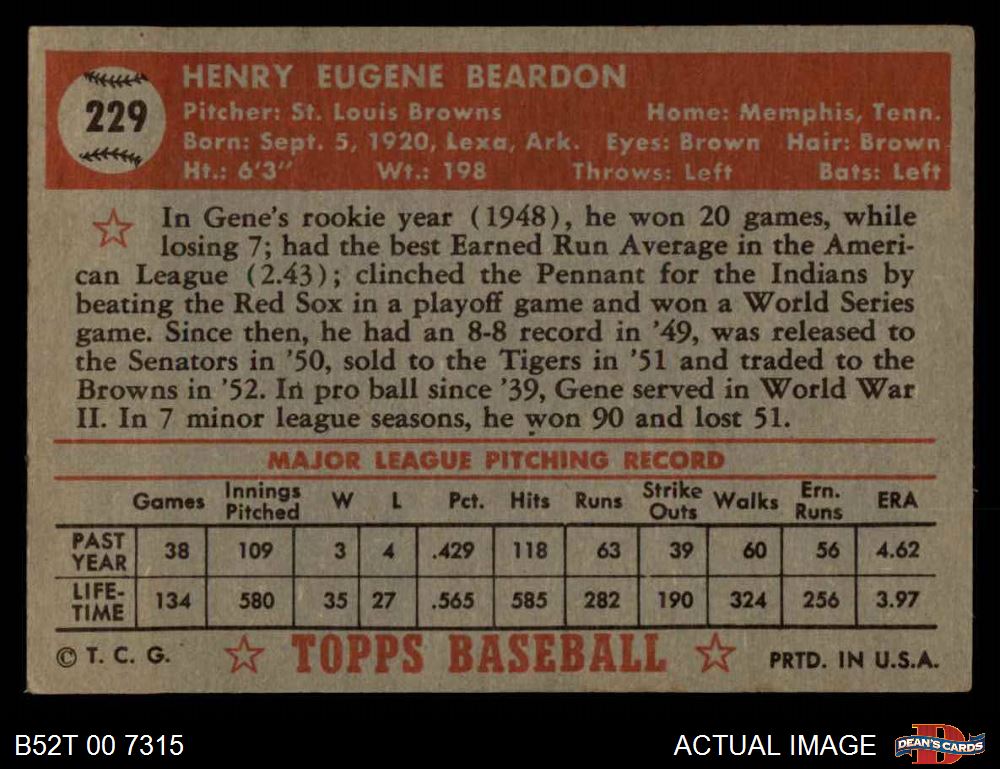 229
HENRY EUGENE BEARDON
Pitcher: St. Louis Browns Home: Memphis, Tenn.
Born: Sept. 5, 1920, Lexa, Ark. Eyes: Brown Hair: Brown
Ht.: 6'3" Wt.: 198 Throws: Left Bats: Left
In Gene's rookie year (1948), he won 20 games, while
losing 7; had the best Earned Run Average in the Ameri-
can League (2.43); clinched the Pennant for the Indians by
beating the Red Sox in a playoff game and won a World Series
game. Since then, he had an 8-8 record in '49, was released to
the Senators in '50, sold to the Tigers in '51 and traded to the
Browns in '52. In pro ball since '39, Gene served in World War
II. In 7 minor league seasons, he won 90 and lost 51.
MAJOR LEAGUE PITCHING RECORD
Games Innings Pitched W L Pct. Hits Runs Strike Outs Walks Ern. Runs ERA
PAST YEAR 38 109 3 4 .429 118 63 39 60 56 4.62
LIFE-TIME 134 580 35 27 .565 585 282 190 324 256 3.97
© T. C. G. TOPPS BASEBALL PRTD. IN U.S.A.
B52T 00 7315 ACTUAL IMAGE D DEAN'S CARDS